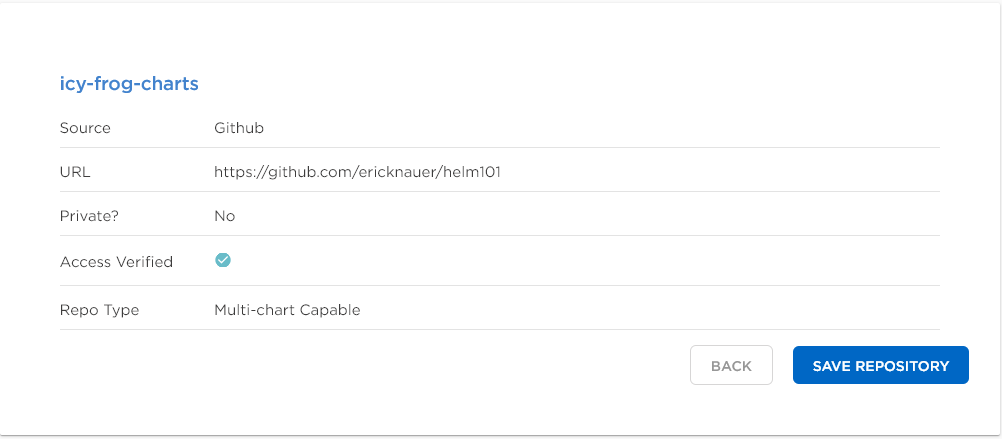 icy-frog-charts
Source Github
URL https://github.com/ericknauer/helm101
Private? No
Access Verified
Repo Type Multi-chart Capable
BACK SAVE REPOSITORY